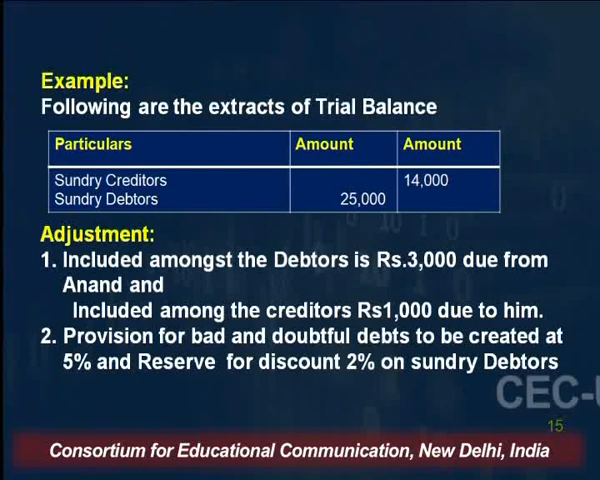 Example:
Following are the extracts of Trial Balance
Particulars Amount Amount
Sundry Creditors 14,000
Sundry Debtors 25,000
Adjustment:
1. Included amongst the Debtors is Rs.3,000 due from
Anand and
Included among the creditors Rs1,000 due to him.
2. Provision for bad and doubtful debts to be created at
5% and Reserve for discount 2% on sundry Debtors
CEC-U
15
Consortium for Educational Communication, New Delhi, India